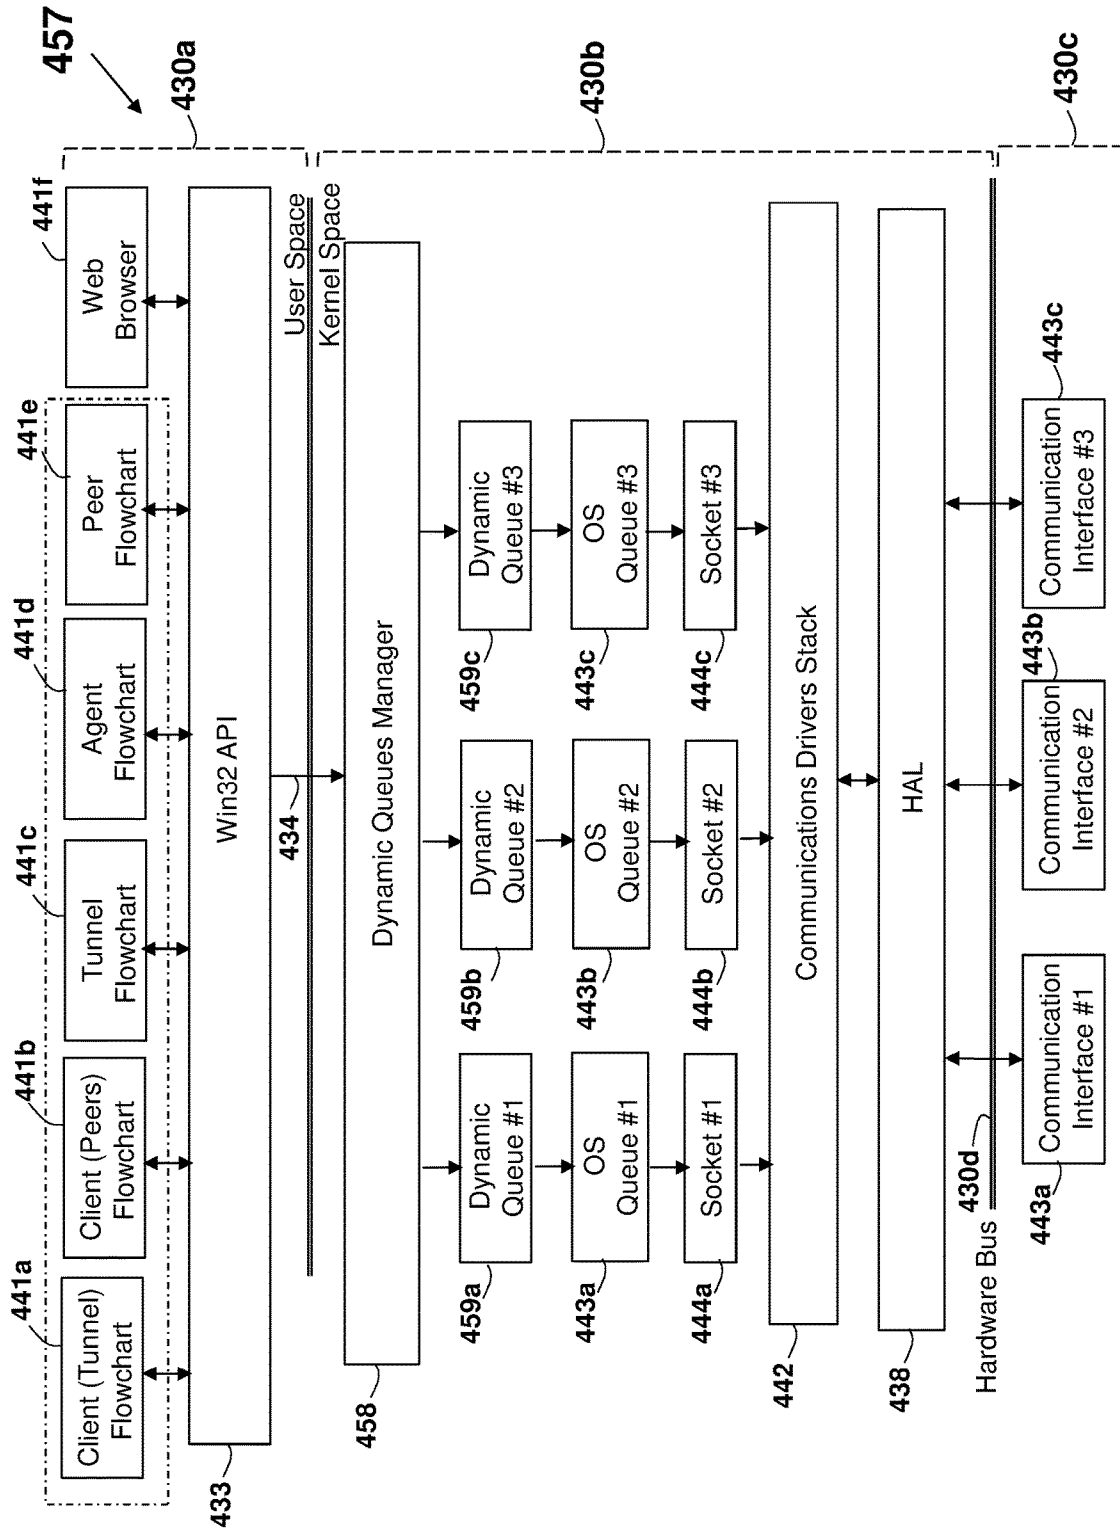 457
441a
Client (Tunnel)
Flowchart
441b
Client (Peers)
Flowchart
441c
Tunnel
Flowchart
441d
Agent
Flowchart
441e
Peer
Flowchart
441f
Web
Browser
430a
433
Win32 API
434
User Space
Kernel Space
458
Dynamic Queues Manager
430b
459a
Dynamic
Queue #1
459b
Dynamic
Queue #2
459c
Dynamic
Queue #3
443a
OS
Queue #1
443b
OS
Queue #2
443c
OS
Queue #3
444a
Socket #1
444b
Socket #2
444c
Socket #3
442
Communications Drivers Stack
438
HAL
Hardware Bus
430d
430c
443a
Communication
Interface #1
443b
Communication
Interface #2
443c
Communication
Interface #3